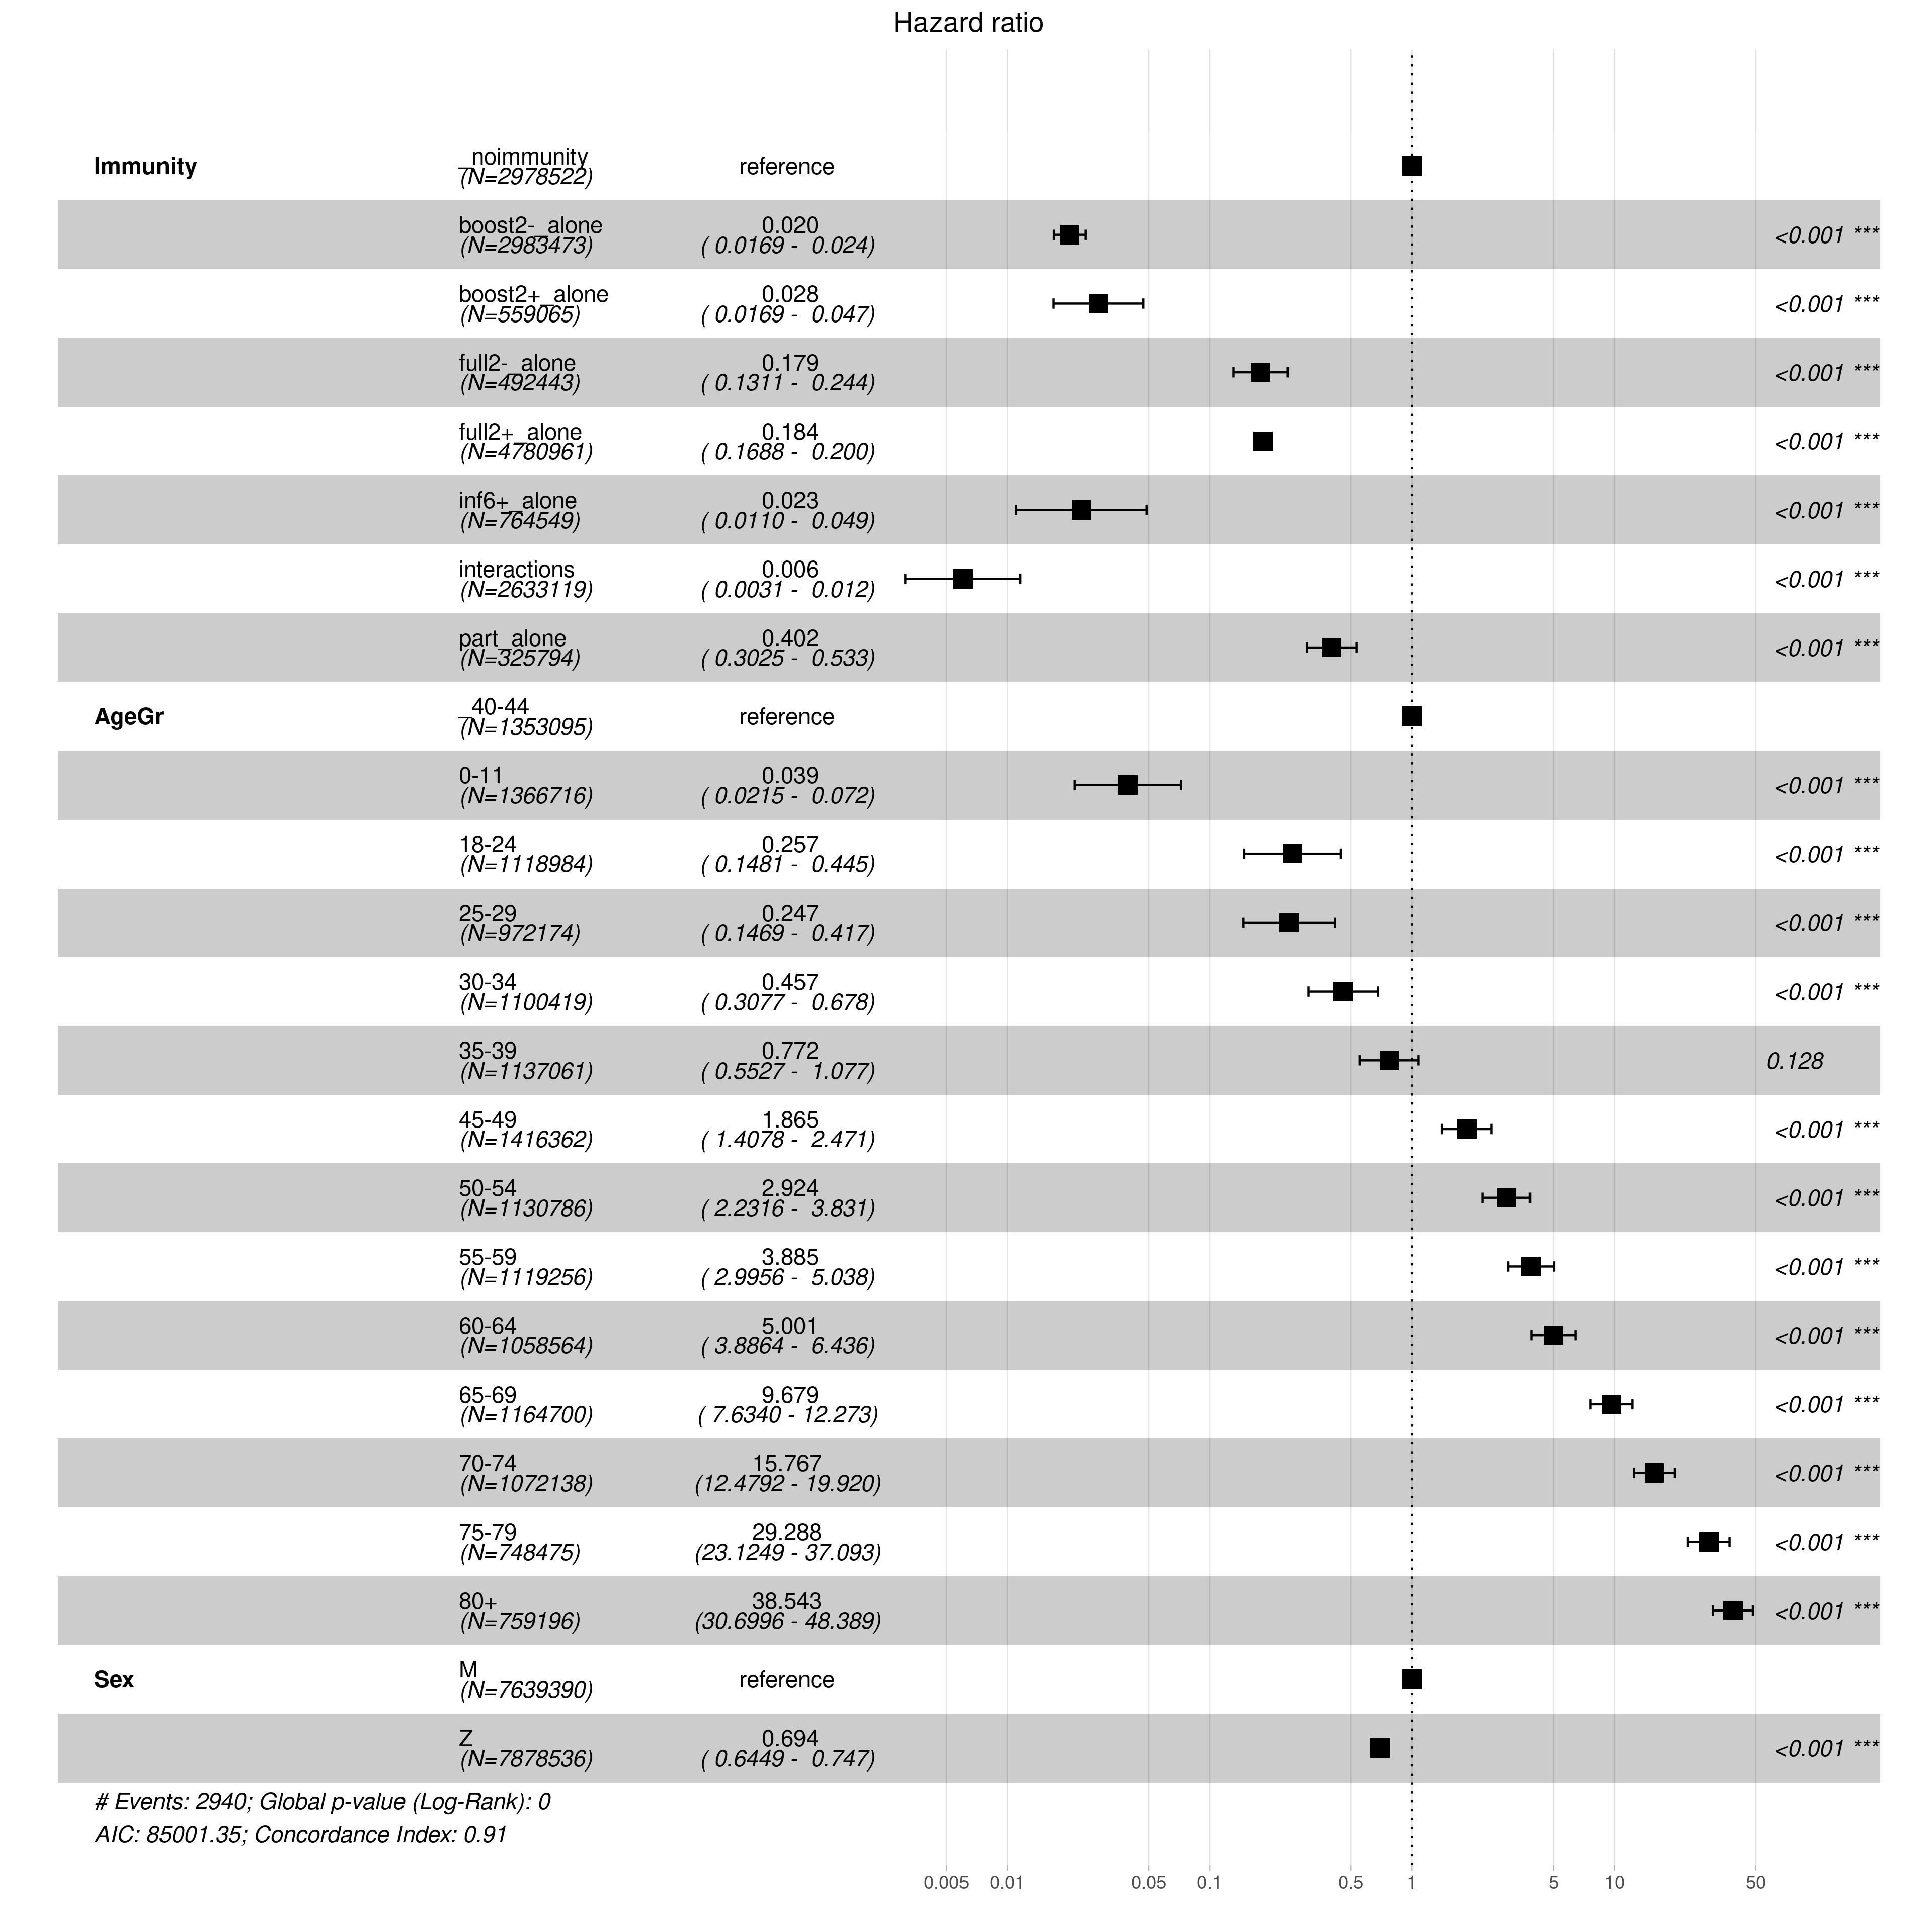 Hazard ratio
Immunity _noimmunity reference
(N=2978522)
boost2-_alone 0.020 <0.001 ***
(N=2983473) ( 0.0169 - 0.024)
boost2+_alone 0.028 <0.001 ***
(N=559065) ( 0.0169 - 0.047)
full2-_alone 0.179 <0.001 ***
(N=492443) ( 0.1311 - 0.244)
full2+_alone 0.184 <0.001 ***
(N=4780961) ( 0.1688 - 0.200)
inf6+_alone 0.023 <0.001 ***
(N=764549) ( 0.0110 - 0.049)
interactions 0.006 <0.001 ***
(N=2633119) ( 0.0031 - 0.012)
part_alone 0.402 <0.001 ***
(N=325794) ( 0.3025 - 0.533)
AgeGr _40-44 reference
(N=1353095)
0-11 0.039 <0.001 ***
(N=1366716) ( 0.0215 - 0.072)
18-24 0.257 <0.001 ***
(N=1118984) ( 0.1481 - 0.445)
25-29 0.247 <0.001 ***
(N=972174) ( 0.1469 - 0.417)
30-34 0.457 <0.001 ***
(N=1100419) ( 0.3077 - 0.678)
35-39 0.772 0.128
(N=1137061) ( 0.5527 - 1.077)
45-49 1.865 <0.001 ***
(N=1416362) ( 1.4078 - 2.471)
50-54 2.924 <0.001 ***
(N=1130786) ( 2.2316 - 3.831)
55-59 3.885 <0.001 ***
(N=1119256) ( 2.9956 - 5.038)
60-64 5.001 <0.001 ***
(N=1058564) ( 3.8864 - 6.436)
65-69 9.679 <0.001 ***
(N=1164700) ( 7.6340 - 12.273)
70-74 15.767 <0.001 ***
(N=1072138) (12.4792 - 19.920)
75-79 29.288 <0.001 ***
(N=748475) (23.1249 - 37.093)
80+ 38.543 <0.001 ***
(N=759196) (30.6996 - 48.389)
Sex M reference
(N=7639390)
Z 0.694 <0.001 ***
(N=7878536) ( 0.6449 - 0.747)
# Events: 2940; Global p-value (Log-Rank): 0
AIC: 85001.35; Concordance Index: 0.91
0.005 0.01 0.05 0.1 0.5 1 5 10 50